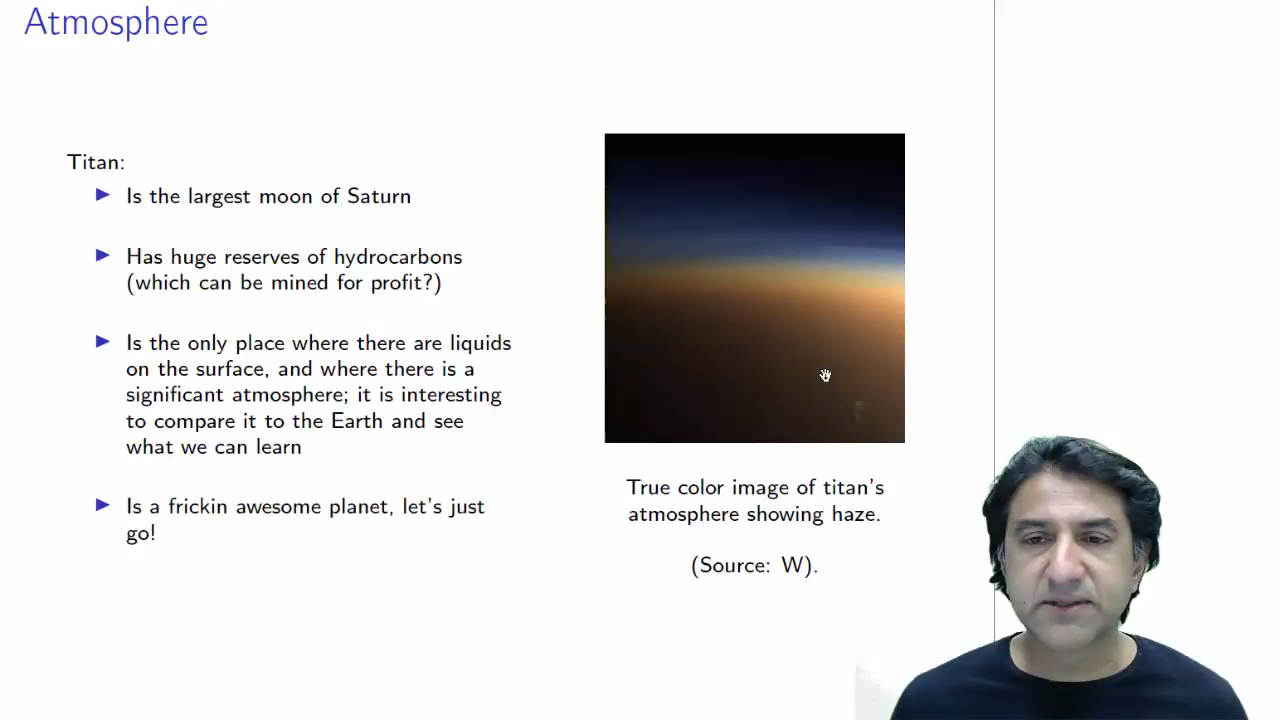 Atmosphere
Titan:
Is the largest moon of Saturn
Has huge reserves of hydrocarbons
(which can be mined for profit?)
Is the only place where there are liquids
on the surface, and where there is a
significant atmosphere; it is interesting
to compare it to the Earth and see
what we can learn
Is a frickin awesome planet, let's just
go!
True color image of titan's
atmosphere showing haze.
(Source: W).